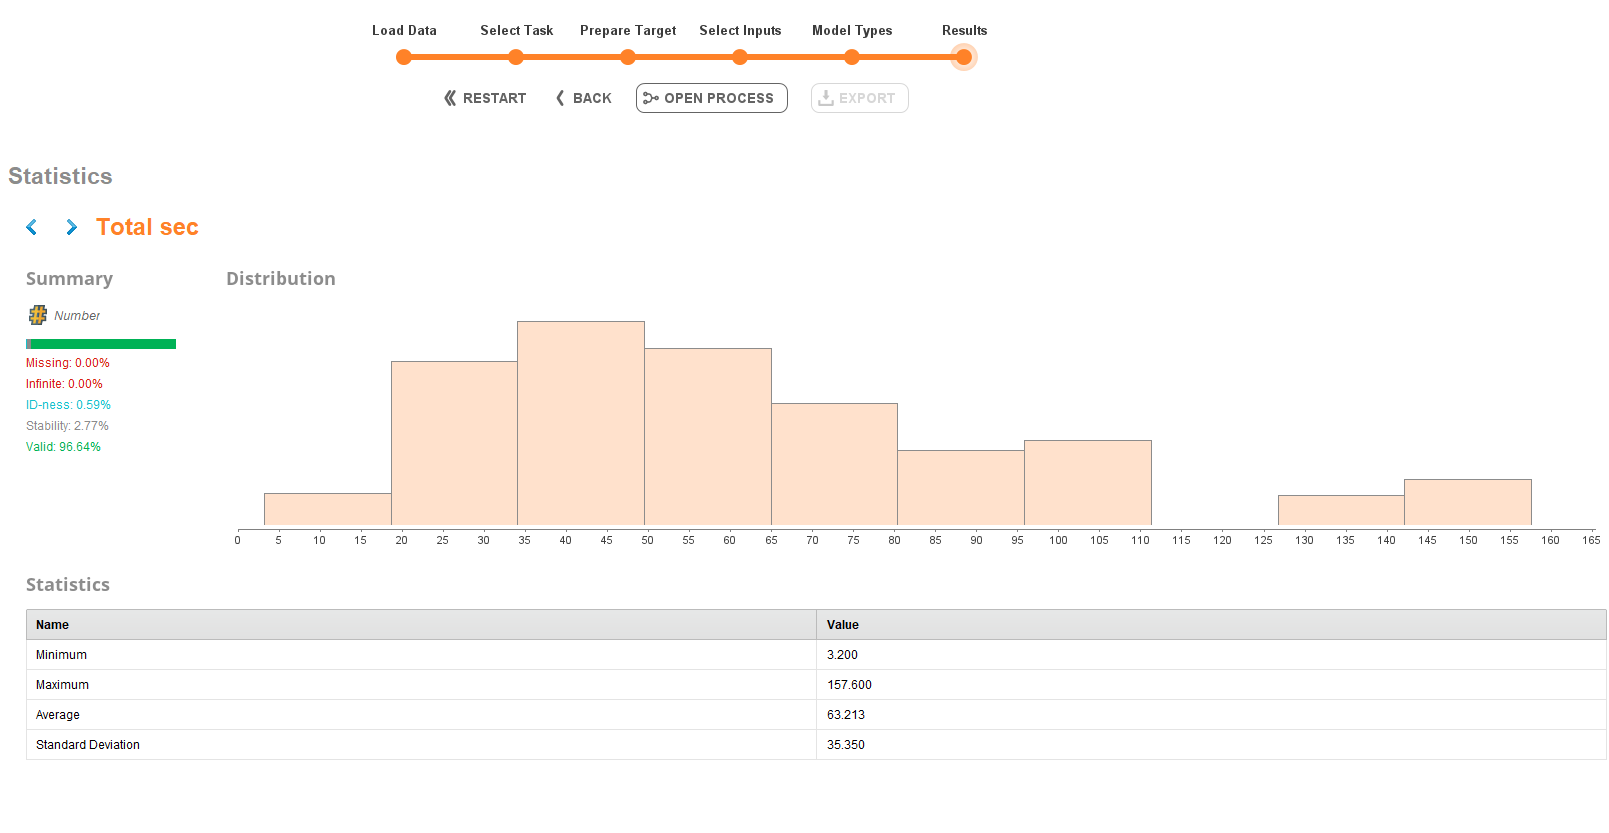 Load Data Select Task Prepare Target Select Inputs Model Types Results
RESTART BACK OPEN PROCESS EXPORT
Statistics
Total sec
Summary
Distribution
# Number
Missing: 0.00%
Infinite: 0.00%
ID-ness: 0.59%
Stability: 2.77%
Valid: 96.64%
0 5 10 15 20 25 30 35 40 45 50 55 60 65 70 75 80 85 90 95 100 105 110 115 120 125 130 135 140 145 150 155 160 165
Statistics
Name Value
Minimum 3.200
Maximum 157.600
Average 63.213
Standard Deviation 35.350